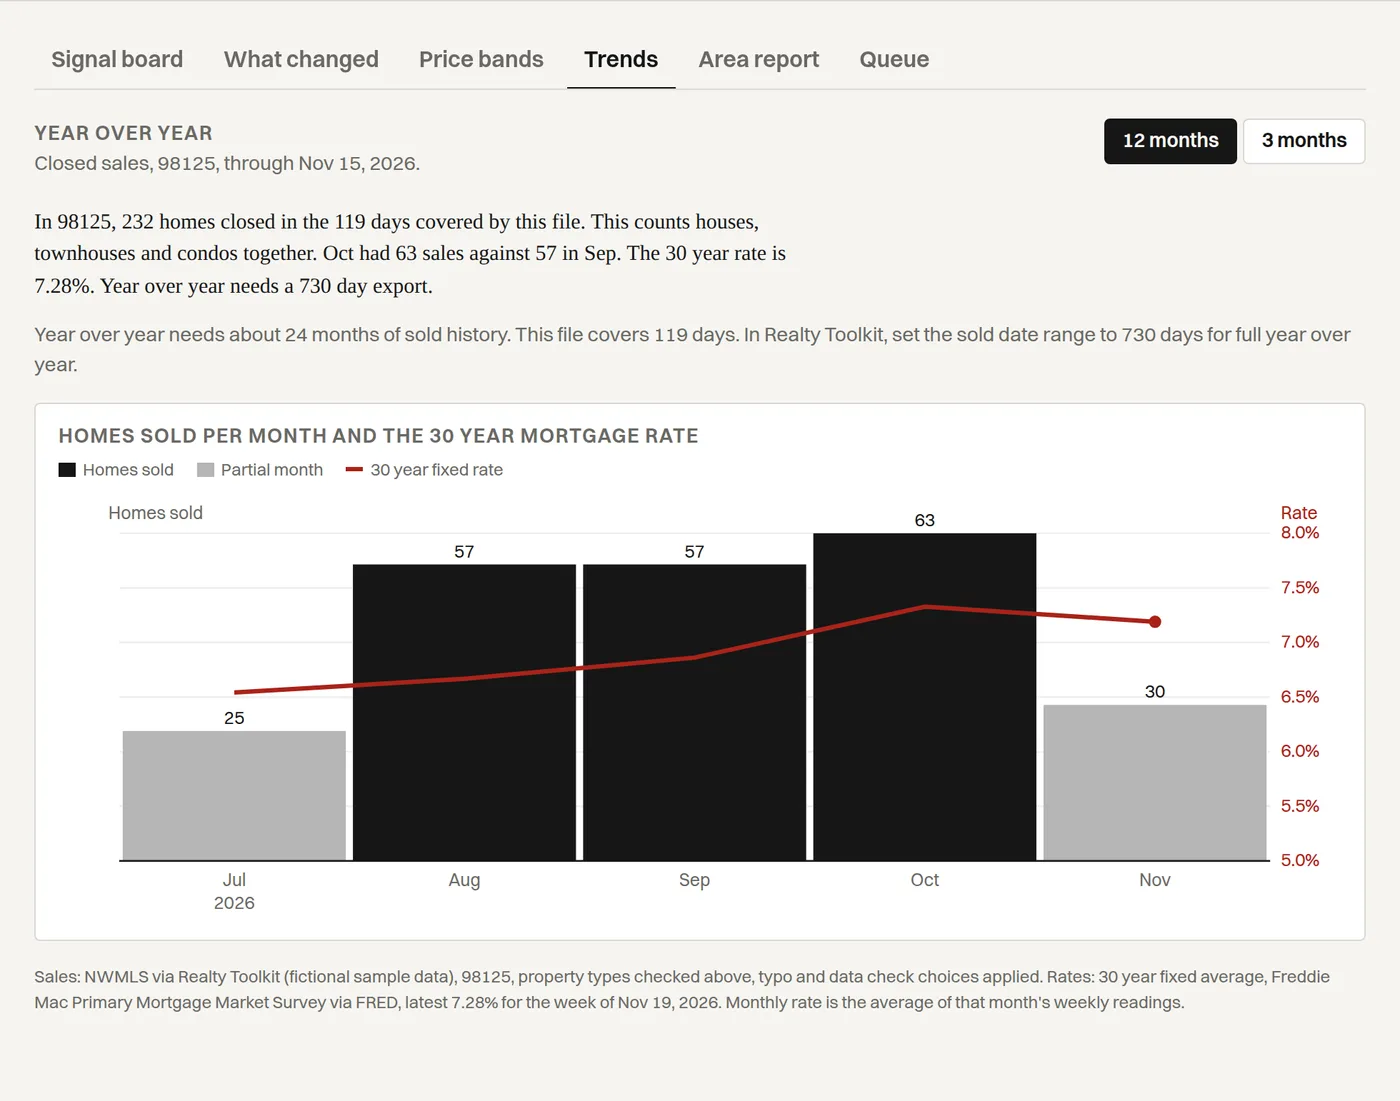 Signal board What changed Price bands Trends Area report Queue
YEAR OVER YEAR
Closed sales, 98125, through Nov 15, 2026.
12 months 3 months
In 98125, 232 homes closed in the 119 days covered by this file. This counts houses,
townhouses and condos together. Oct had 63 sales against 57 in Sep. The 30 year rate is
7.28%. Year over year needs a 730 day export.
Year over year needs about 24 months of sold history. This file covers 119 days. In Realty Toolkit, set the sold date range to 730 days for full year over
year.
HOMES SOLD PER MONTH AND THE 30 YEAR MORTGAGE RATE
Homes sold Partial month 30 year fixed rate
Homes sold
Rate
63
8.0%
57 57
7.5%
7.0%
30
6.5%
25
6.0%
5.5%
5.0%
Jul Aug Sep Oct Nov
2026
Sales: NWMLS via Realty Toolkit (fictional sample data), 98125, property types checked above, typo and data check choices applied. Rates: 30 year fixed average, Freddie
Mac Primary Mortgage Market Survey via FRED, latest 7.28% for the week of Nov 19, 2026. Monthly rate is the average of that month's weekly readings.